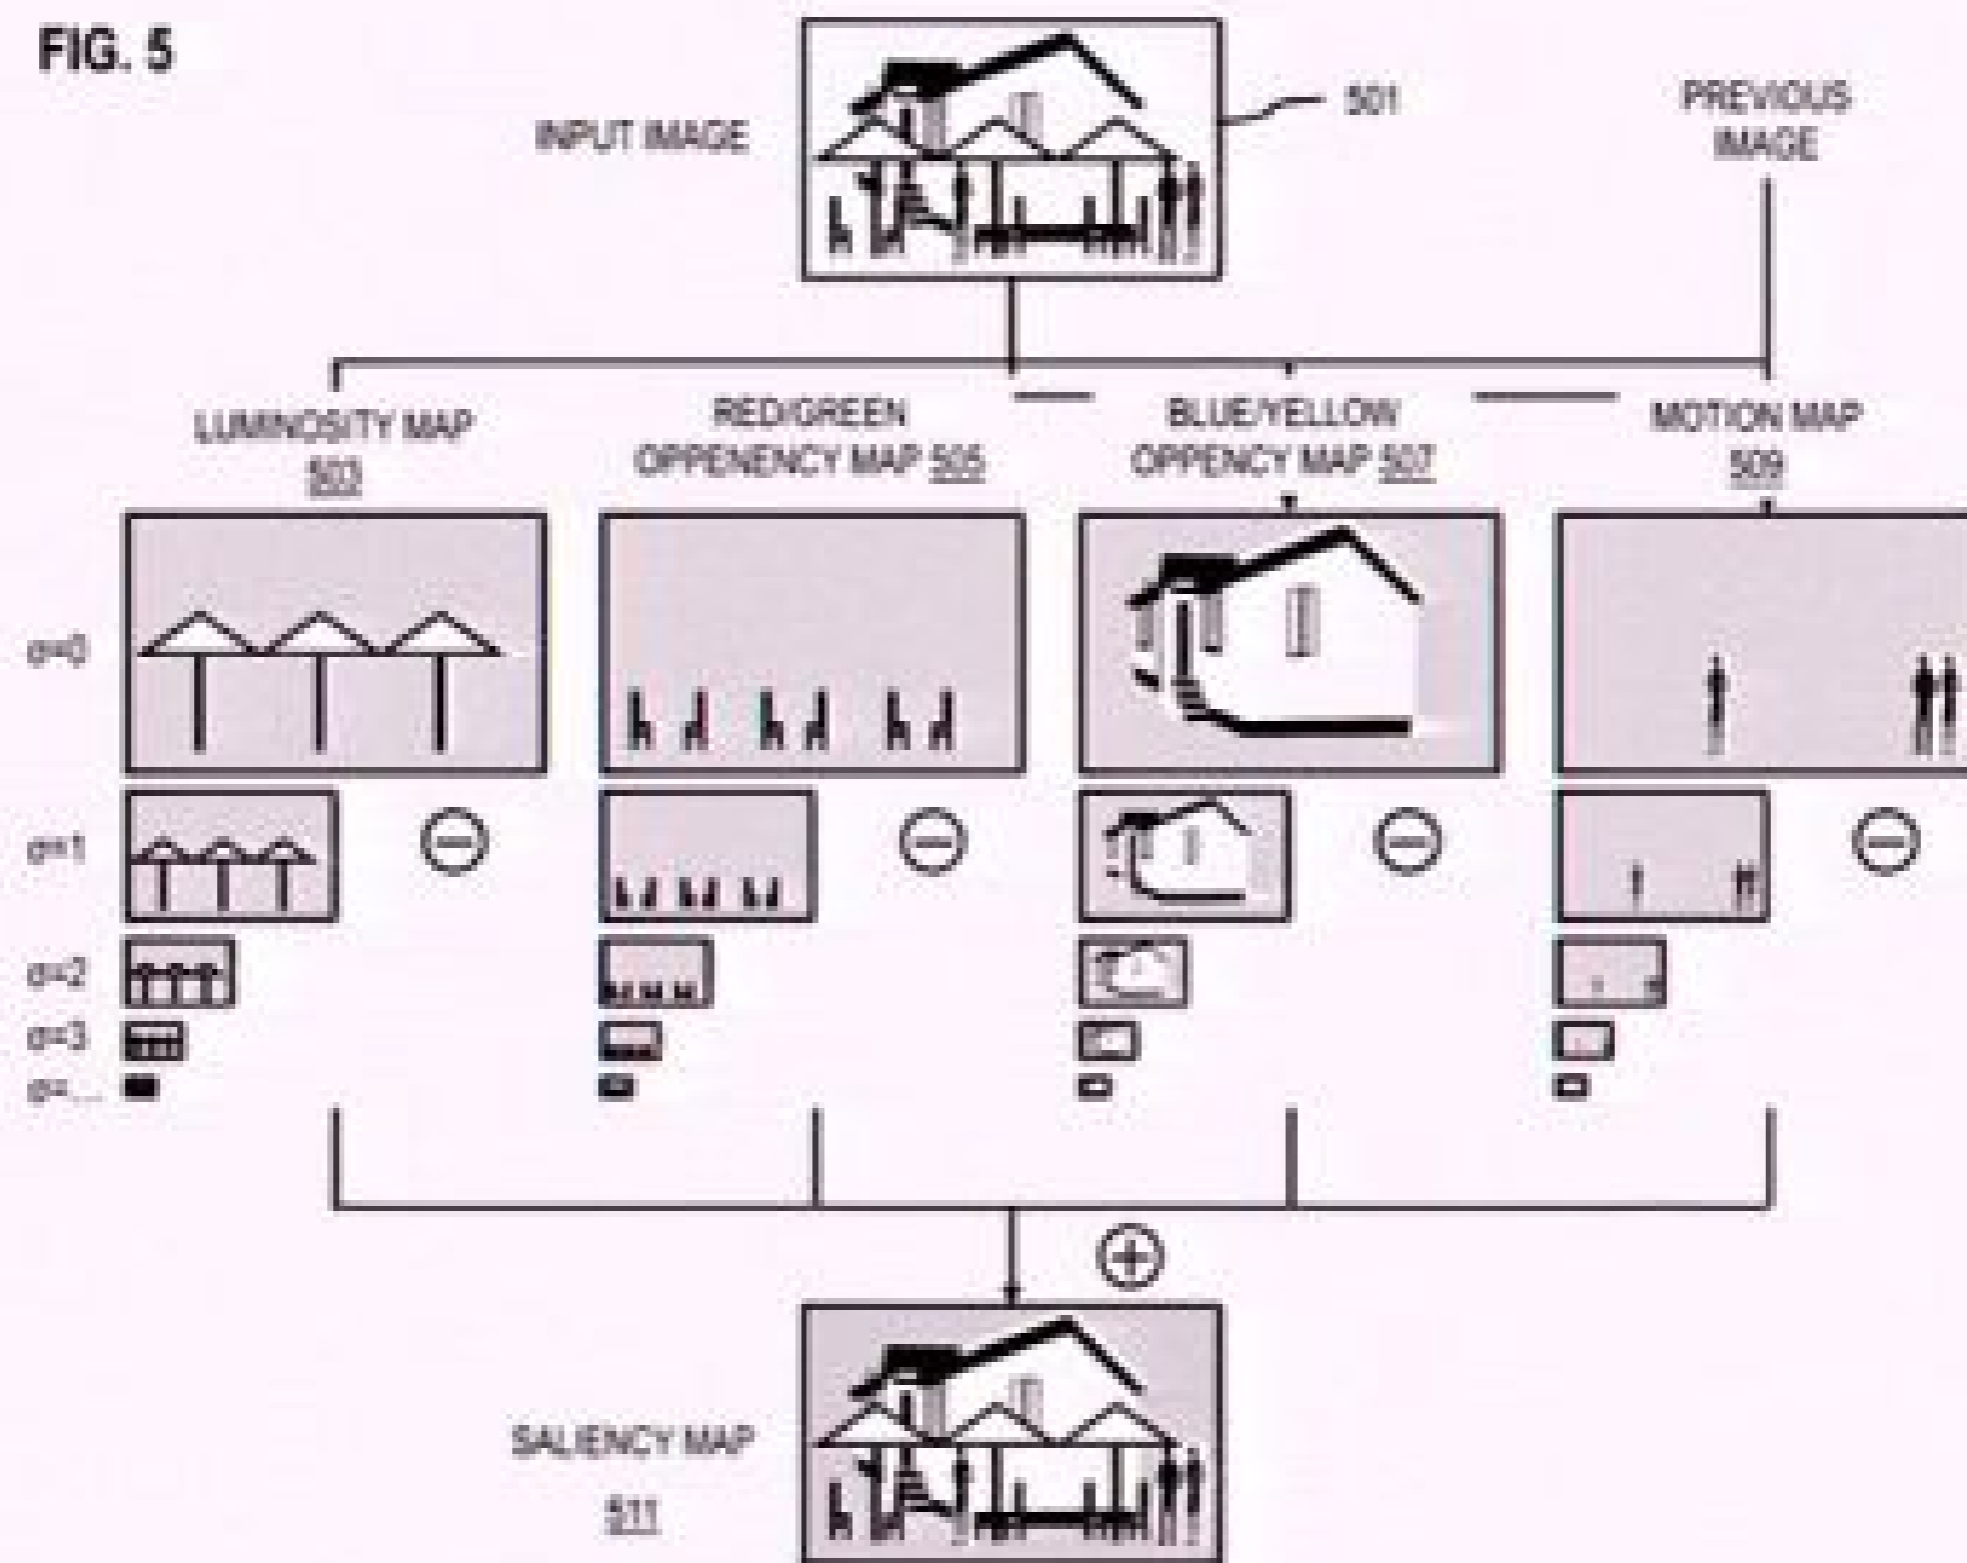 FIG. 5
INPUT IMAGE
501
PREVIOUS
IMAGE
LUMINOSITY MAP
503
RED/GREEN
OPPENENCY MAP 505
BLUE/YELLOW
OPPENCY MAP 507
MOTION MAP
509
σ=0
σ=1
σ=2
σ=3
σ=...
SALIENCY MAP
511